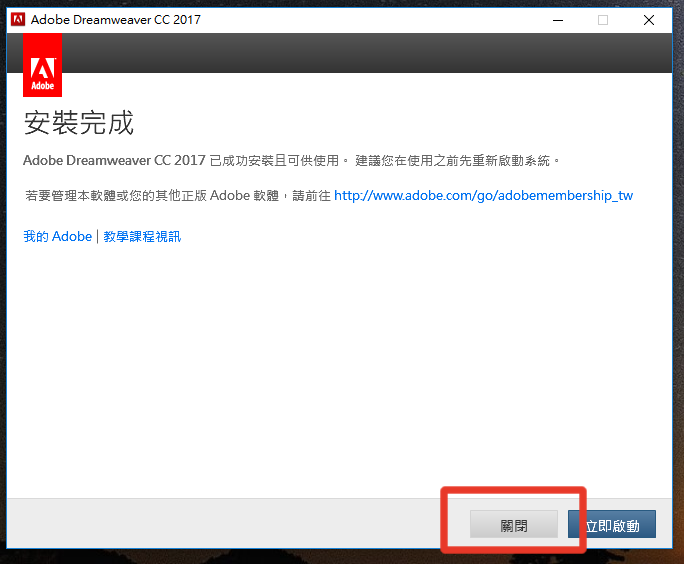 Adobe Dreamweaver CC 2017
Adobe
安裝完成
Adobe Dreamweaver CC 2017 已成功安裝且可供使用。 建議您在使用之前先重新啟動系統。
若要管理本軟體或您的其他正版 Adobe 軟體，請前往 http://www.adobe.com/go/adobemembership_tw
我的 Adobe | 教學課程視訊
關閉
立即啟動